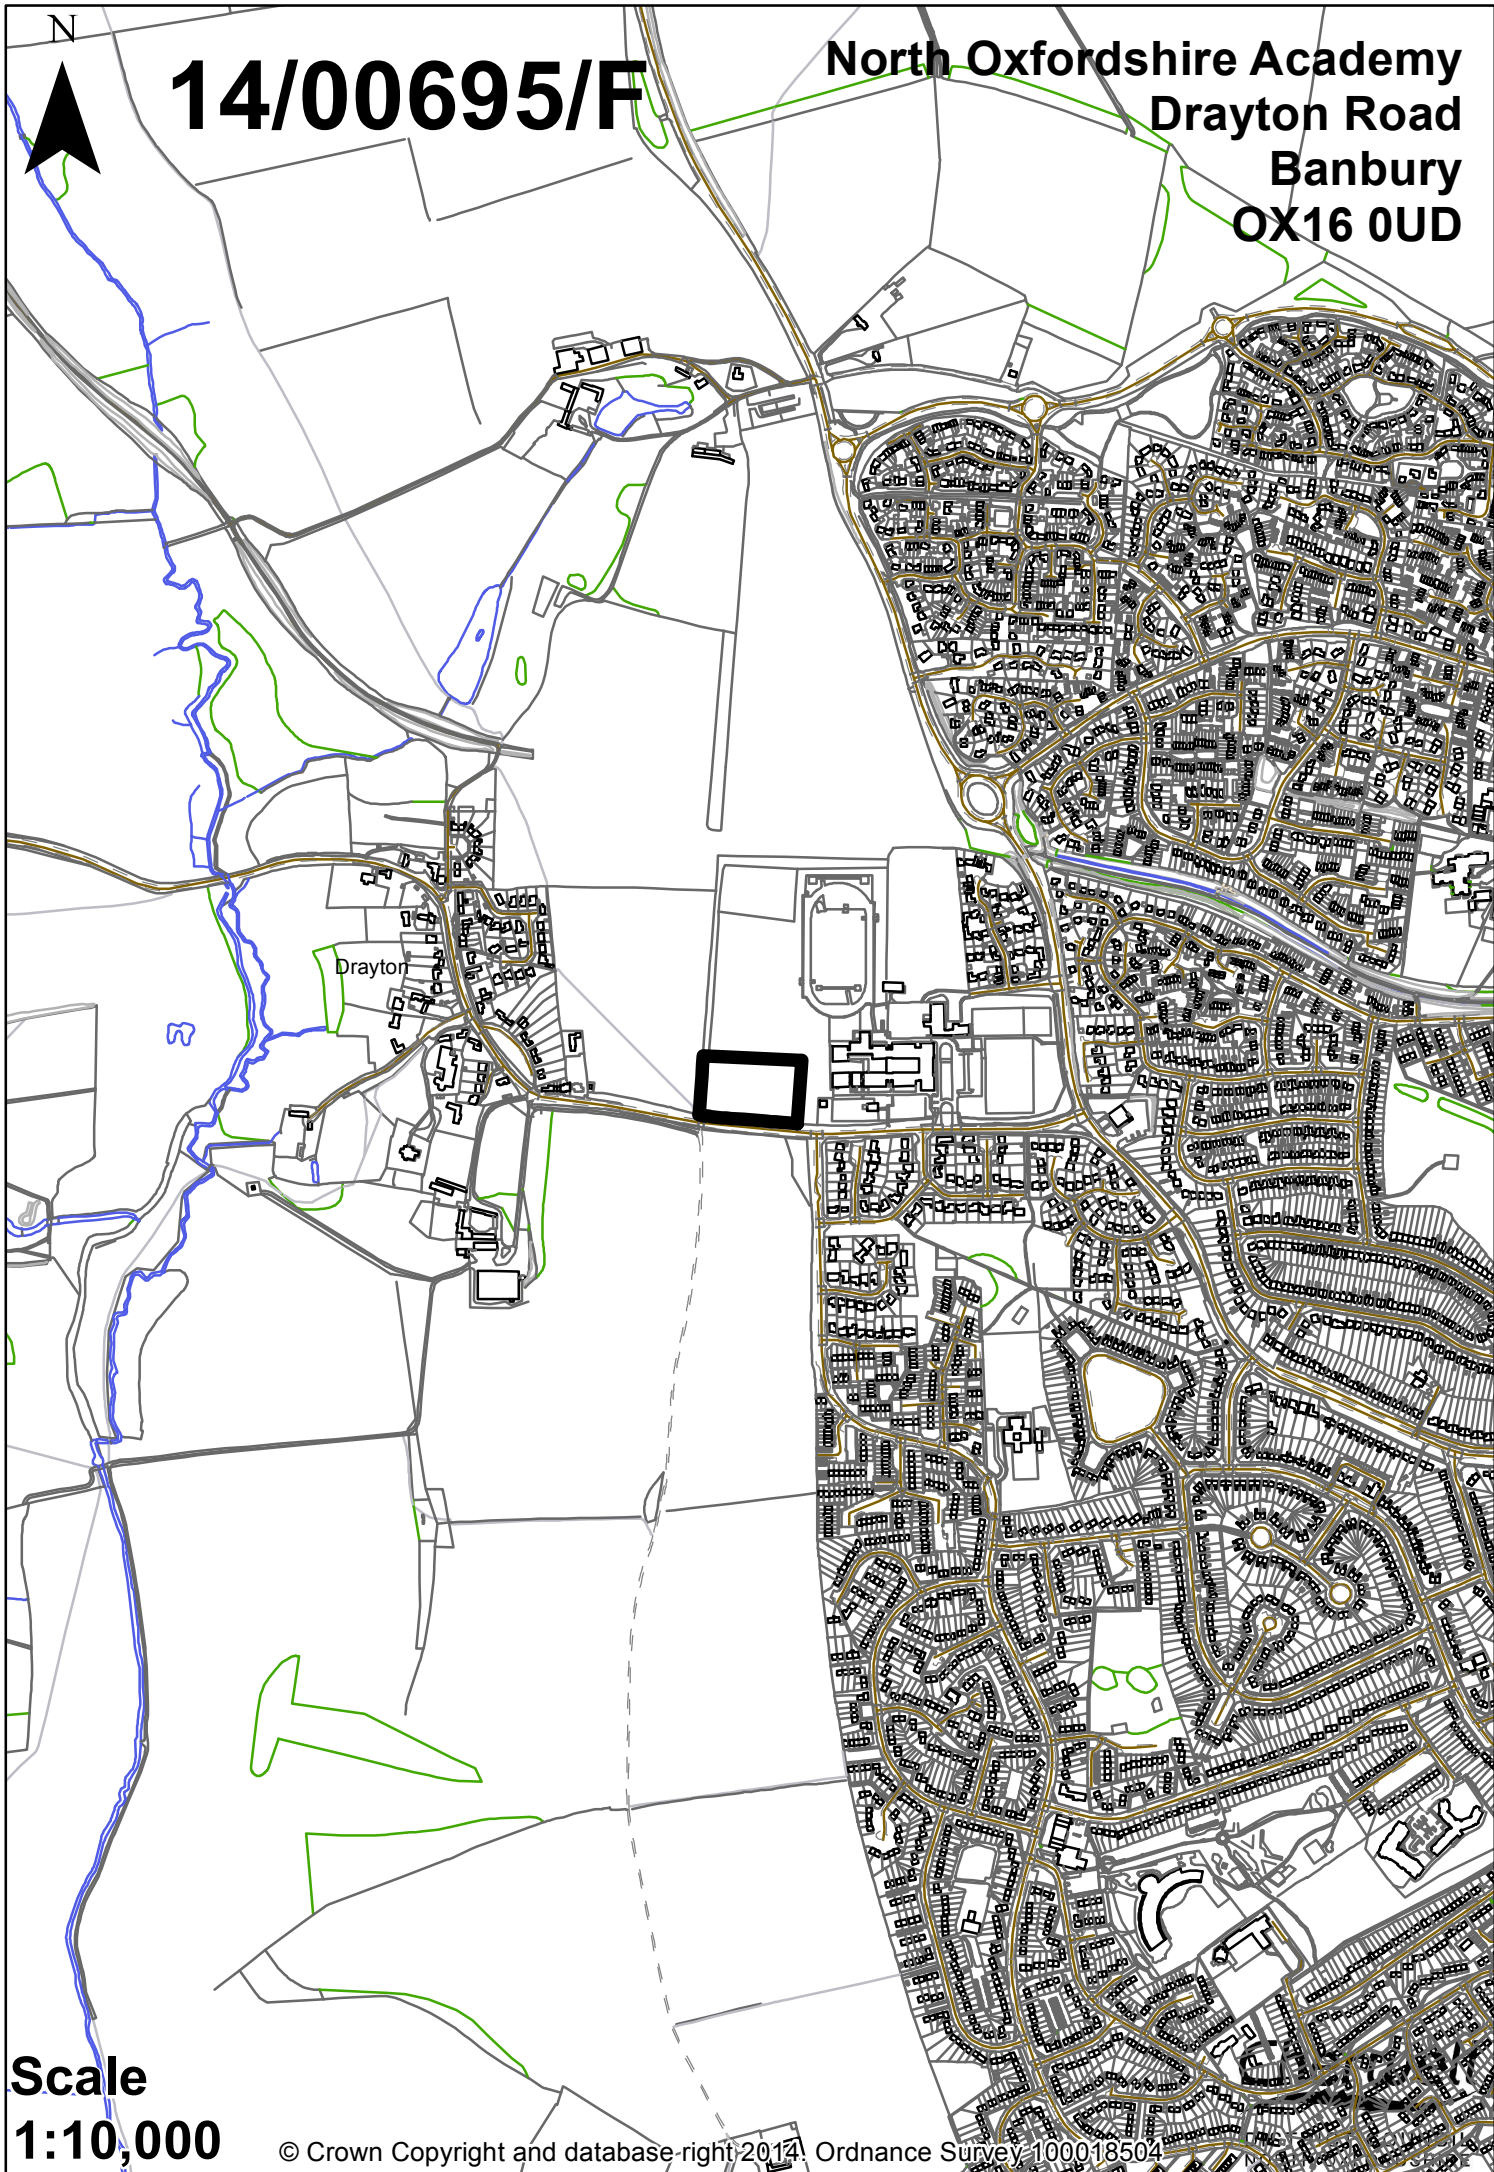 N
14/00695/F
North Oxfordshire Academy
Drayton Road
Banbury
OX16 0UD
Drayton
Scale
1:10,000
© Crown Copyright and database right 2014. Ordnance Survey 100018504